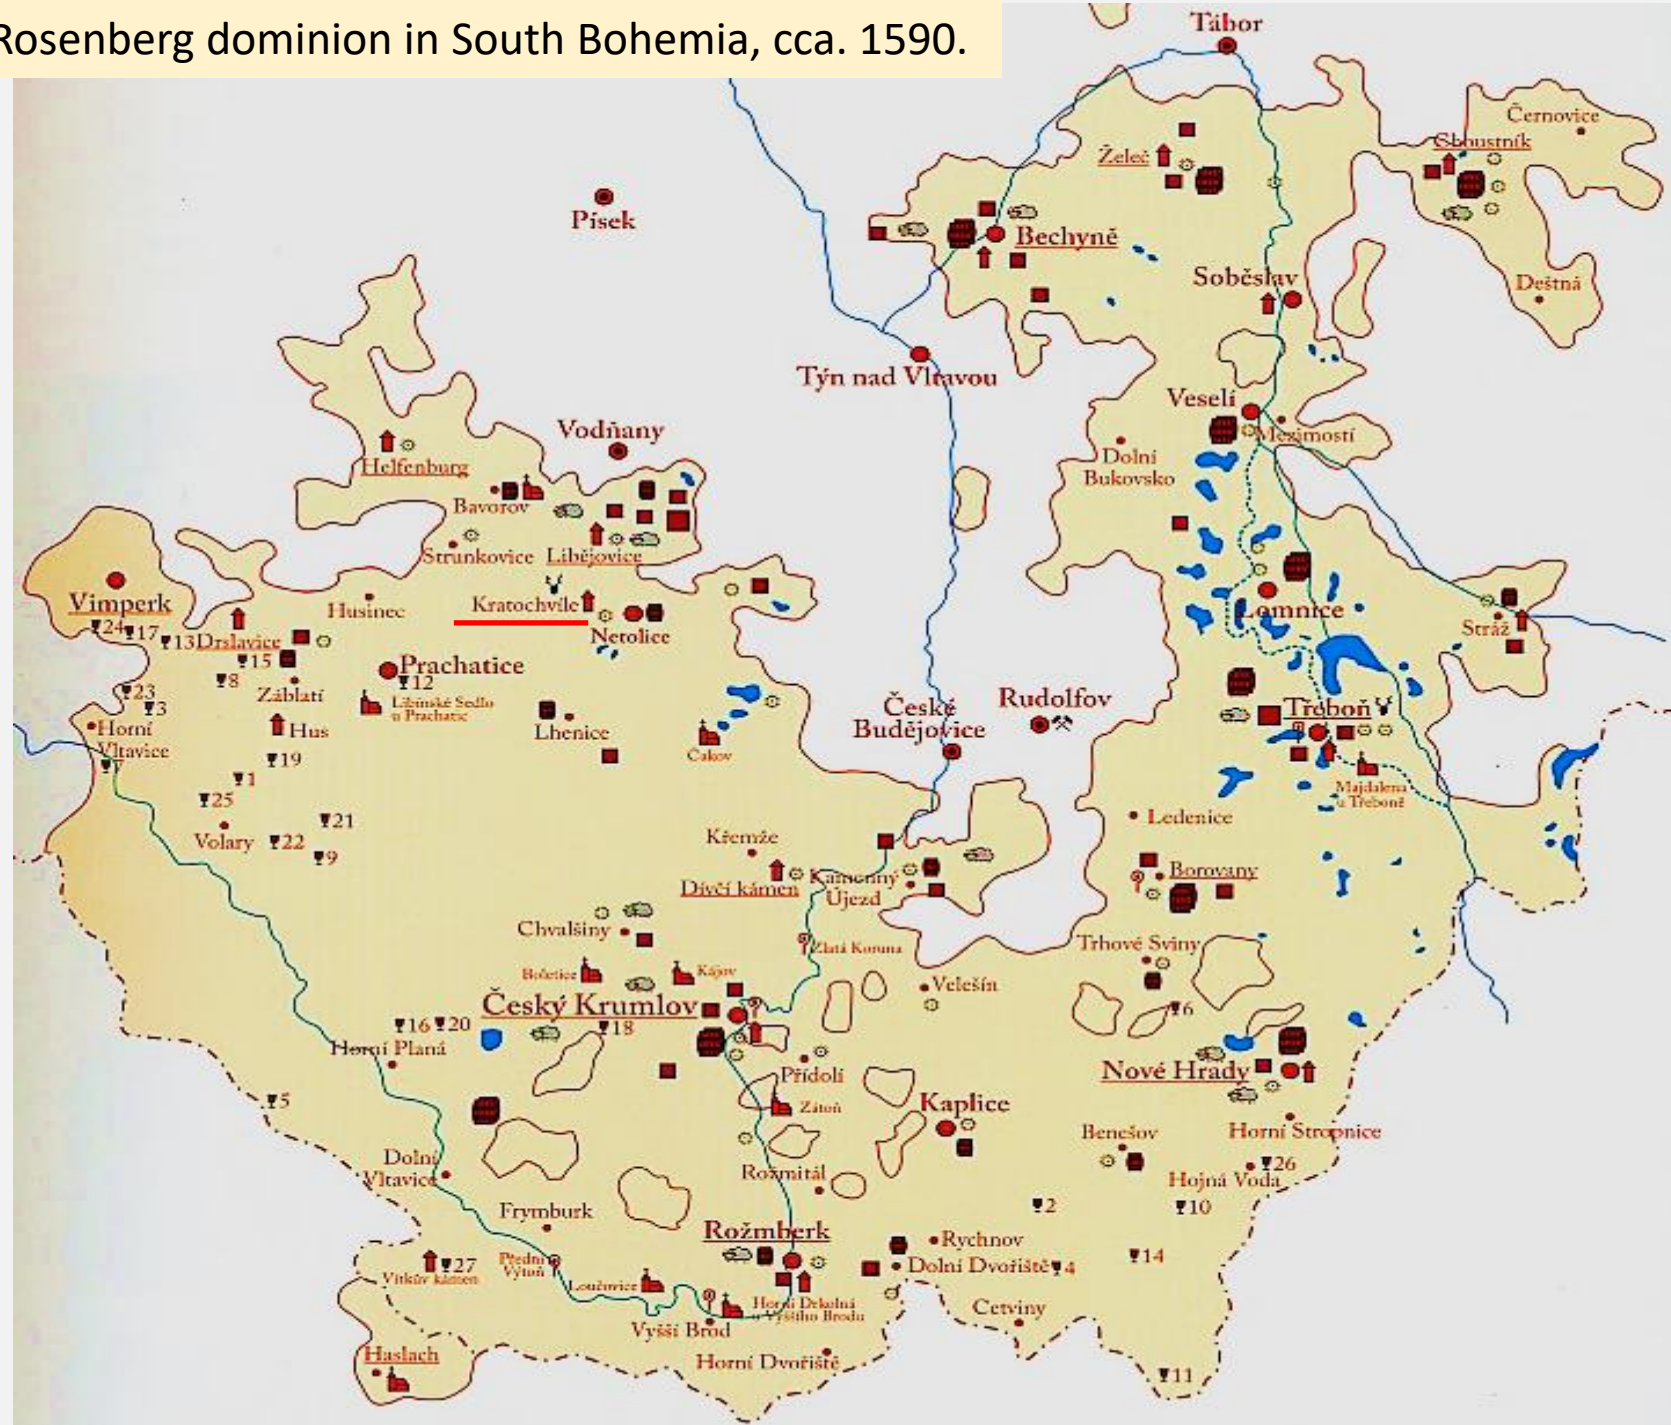 Rosenberg dominion in South Bohemia, cca. 1590.
Tábor
Černovice
Choustník
Želeč
Písek
Bechyně
Soběslav
Deštná
Týn nad Vltavou
Veselí
Mezimostí
Vodňany
Dolní
Bukovsko
Helfenburg
Bavorov
Strunkovice
Libějovice
Vimperk
Husinec
Kratochvíle
Netolice
Lomnice
Stráž
24
17
13
Drslavice
15
8
Prachatice
12
Záblatí
Libínské Sedlo
u Prachatic
23
3
Horní
Vltavice
7
Hus
Lhenice
Čakov
České
Budějovice
Rudolfov
Třeboň
Majdalena
u Třeboně
19
1
25
21
Volary
22
9
Křemže
Ledenice
Dívčí kámen
Kamenný
Újezd
Borovany
Chvalšiny
Zlatá Koruna
Trhové Sviny
Boletice
Kájov
Velešín
Český Krumlov
6
16
20
18
Horní Planá
Přídolí
Nové Hrady
5
Zátoň
Kaplice
Benešov
Horní Stropnice
Dolní
Vltavice
Rožmitál
26
Hojná Voda
2
10
Frymburk
Rožmberk
Rychnov
14
27
Vítkův kámen
Přední
Výtoň
Dolní Dvořiště
4
Loučovice
Horní Drkolná
u Vyššího Brodu
Cetviny
Vyšší Brod
Haslach
Horní Dvořiště
11